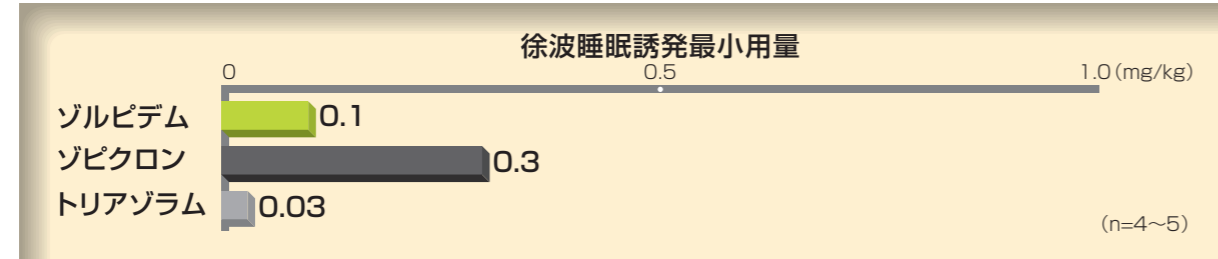 徐波睡眠誘発最小用量
0 0.5 1.0(mg/kg)
ゾルピデム 0.1
ゾピクロン 0.3
トリアゾラム 0.03
(n=4〜5)